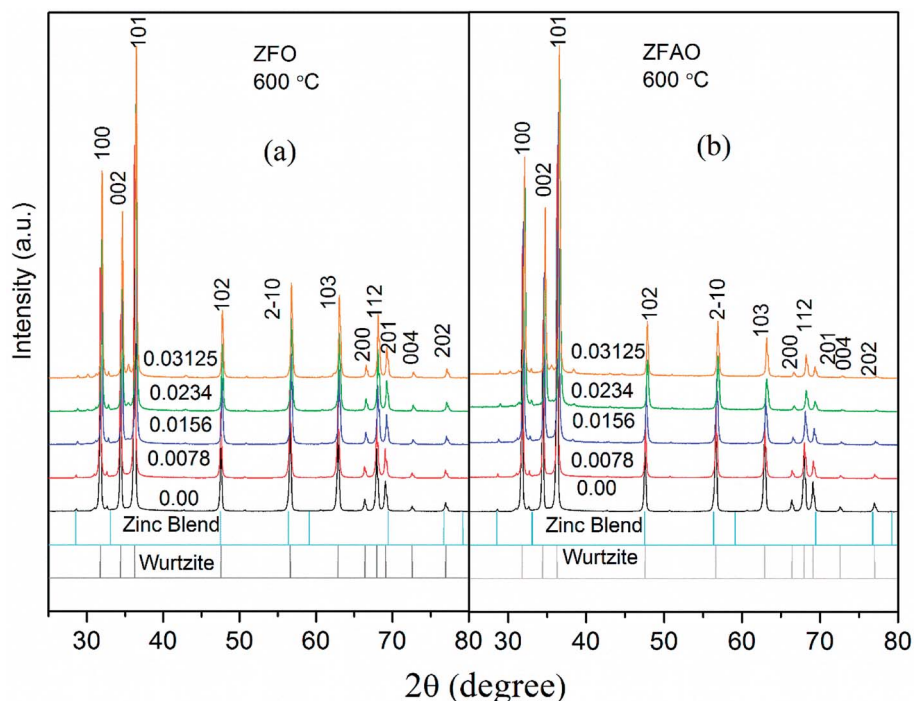 Intensity (a.u.)
ZFO
600 °C
(a)
100
002
101
102
2-10
103
200
112
201
004
202
0.03125
0.0234
0.0156
0.0078
0.00
Zinc Blend
Wurtzite
30 40 50 60 70 80
ZFAO
600 °C
(b)
100
002
101
102
2-10
103
200
112
201
004
202
0.03125
0.0234
0.0156
0.0078
0.00
Zinc Blend
Wurtzite
30 40 50 60 70 80
2θ (degree)